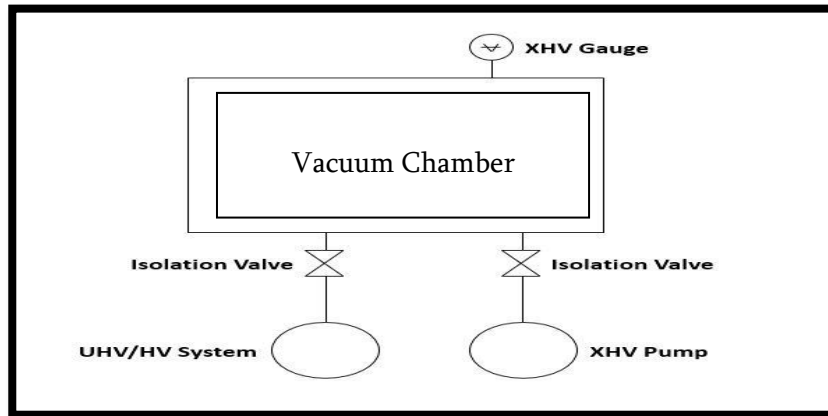 XHV Gauge
Vacuum Chamber
Isolation Valve
Isolation Valve
UHV/HV System
XHV Pump